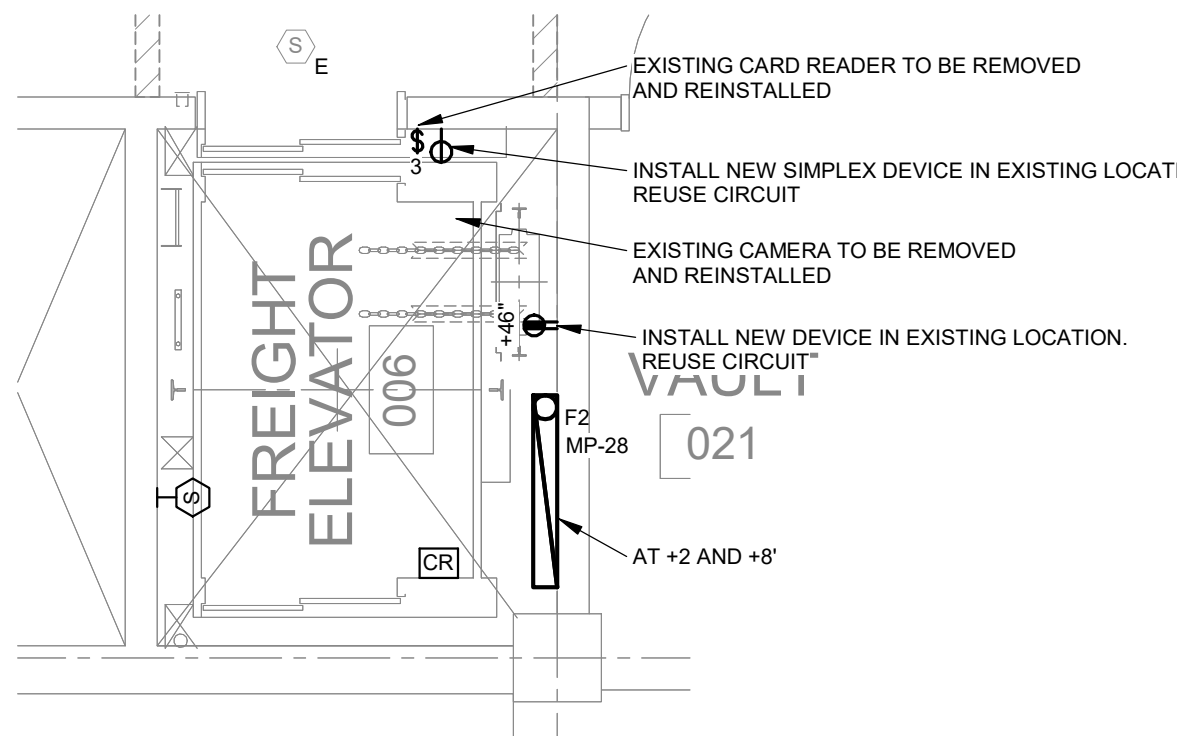 S
E
EXISTING CARD READER TO BE REMOVED
AND REINSTALLED
$
3
INSTALL NEW SIMPLEX DEVICE IN EXISTING LOCATI
REUSE CIRCUIT
EXISTING CAMERA TO BE REMOVED
AND REINSTALLED
FREIGHT
ELEVATOR
006
+46"
INSTALL NEW DEVICE IN EXISTING LOCATION.
REUSE CIRCUIT
VAULT
021
F2
MP-28
S
CR
AT +2 AND +8'